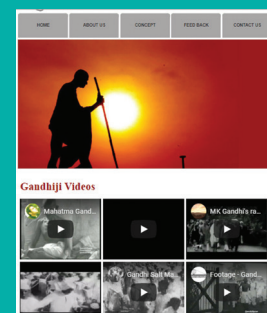 HOME ABOUT US CONCEPT FEED BACK CONTACT US
Gandhiji Videos
Mahatma Gand...
MK Gandhi's ra...
Gandhi Salt Ma...
Footage - Gand...